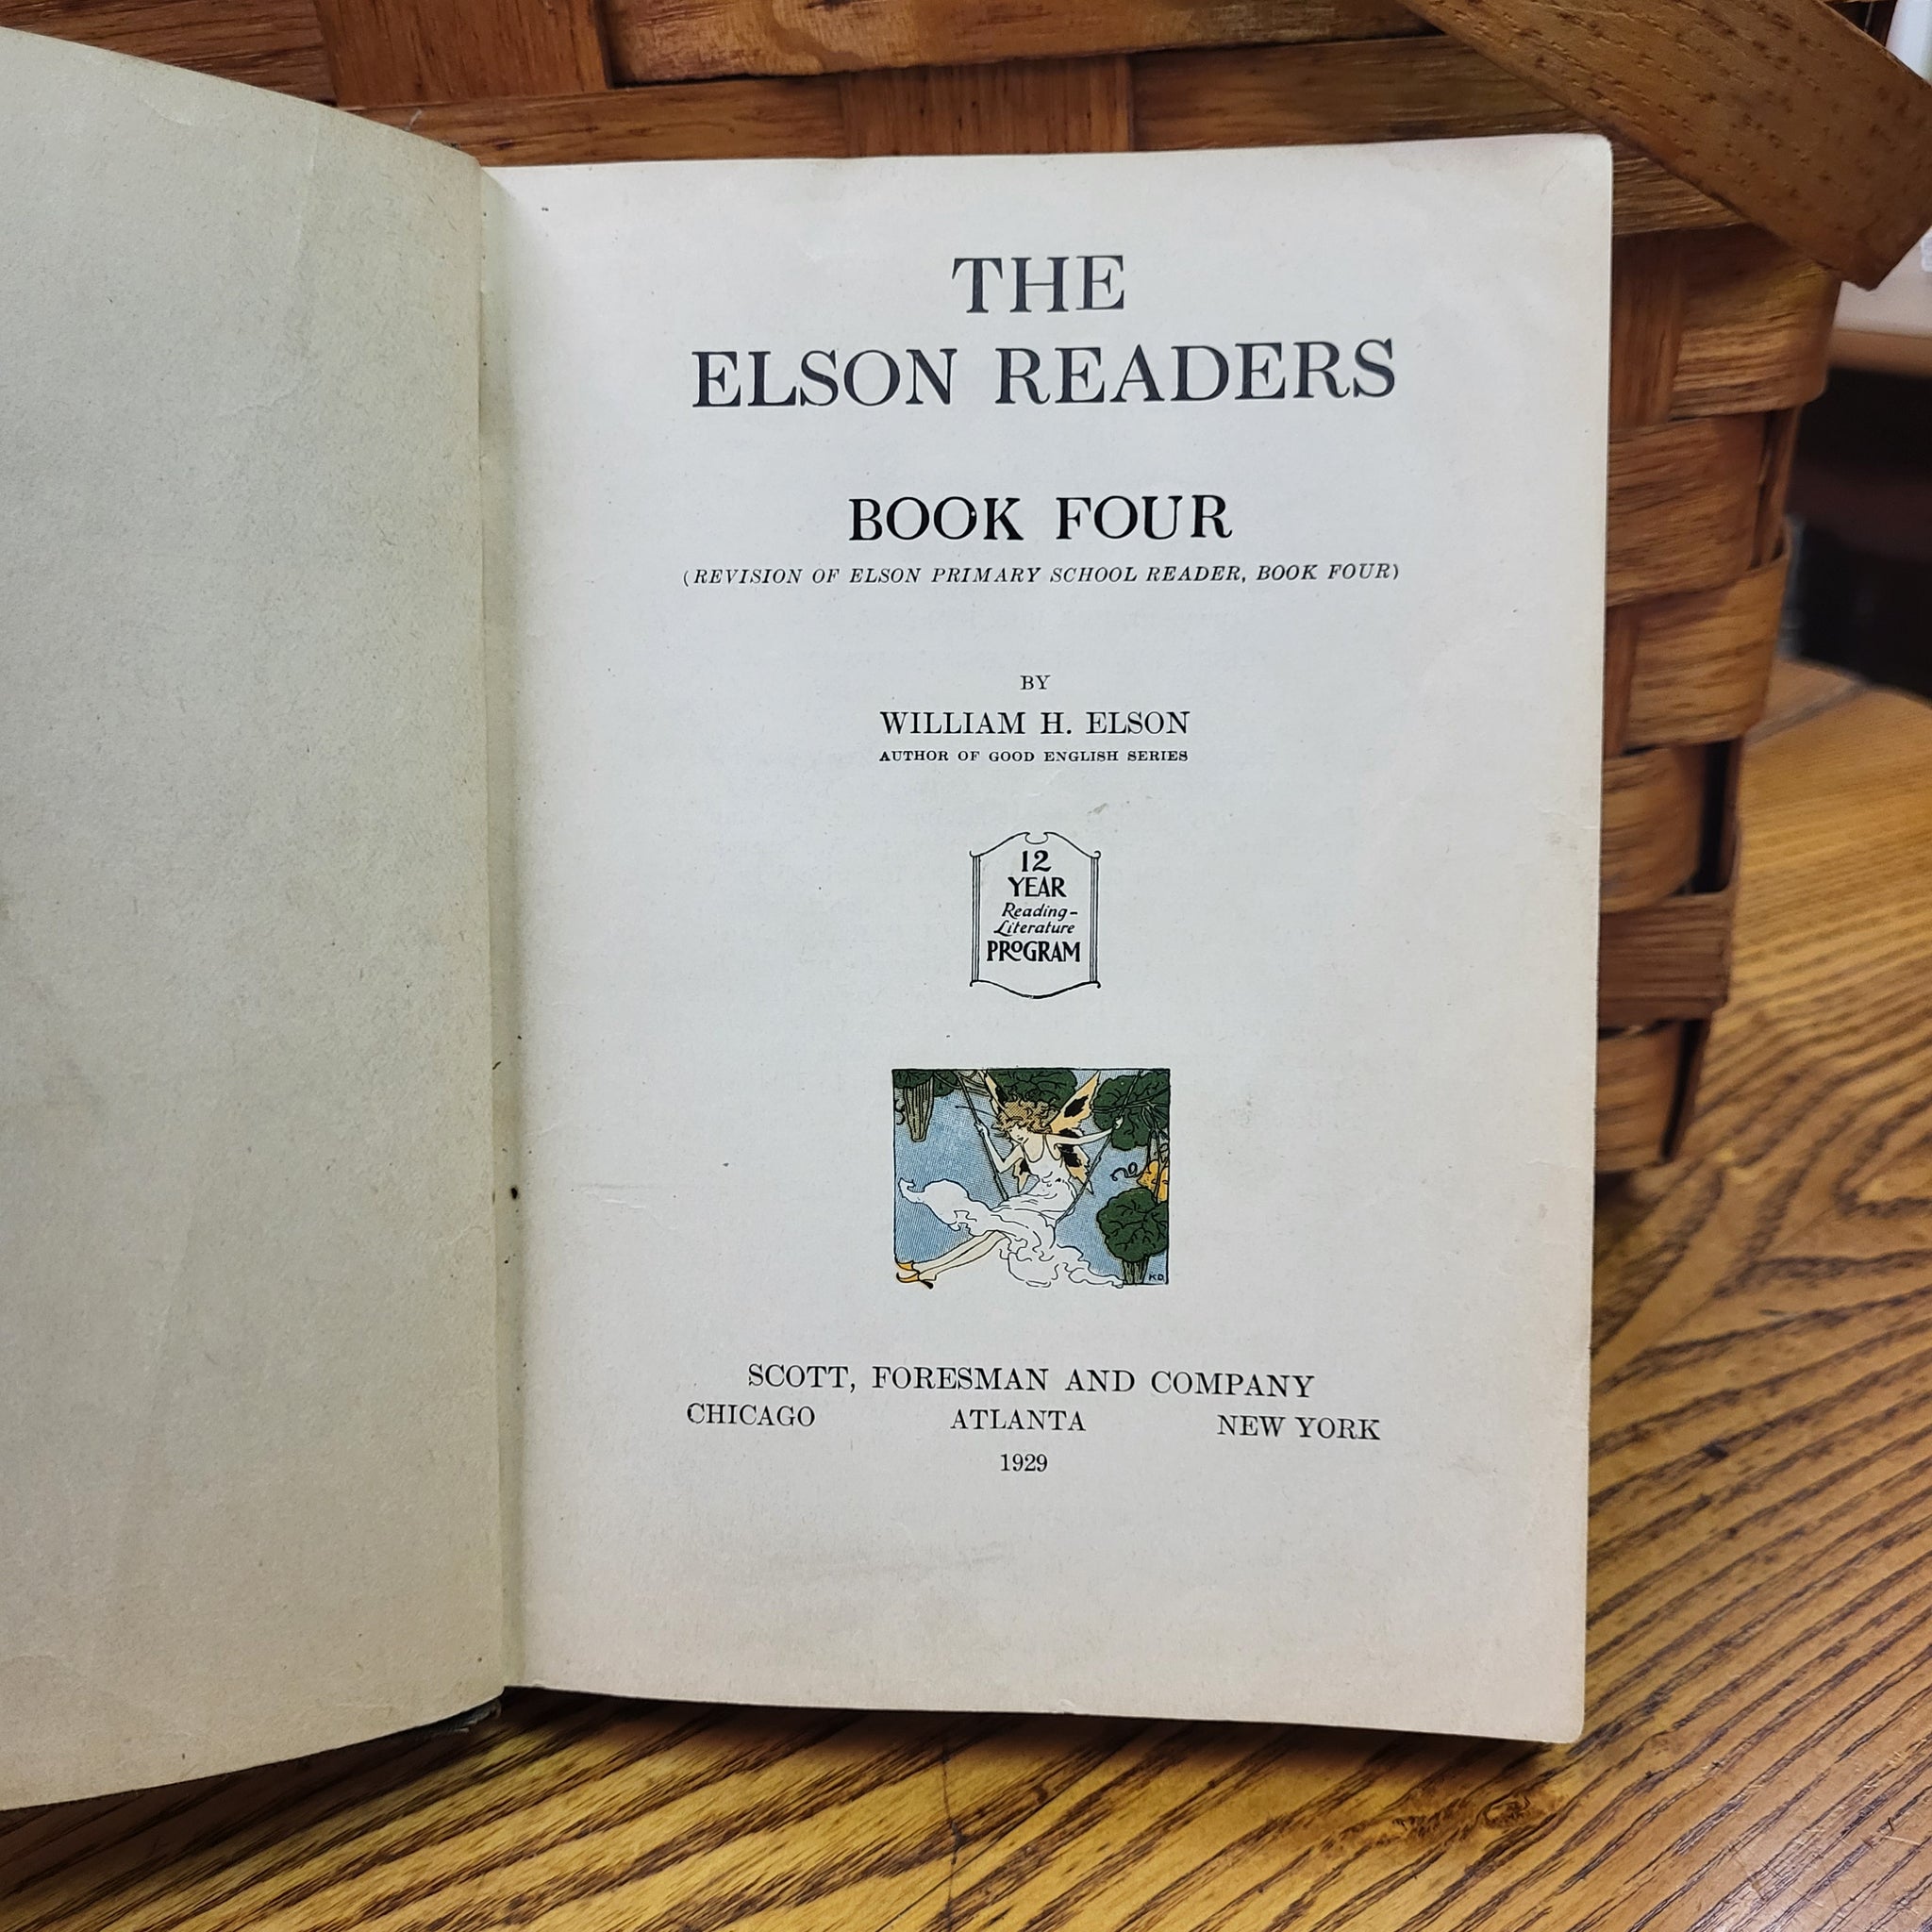 THE
ELSON READERS
BOOK FOUR
(REVISION OF ELSON PRIMARY SCHOOL READER, BOOK FOUR)
BY
WILLIAM H. ELSON
AUTHOR OF GOOD ENGLISH SERIES
12
YEAR
Reading-
Literature
PROGRAM
KD
SCOTT, FORESMAN AND COMPANY
CHICAGO ATLANTA NEW YORK
1929